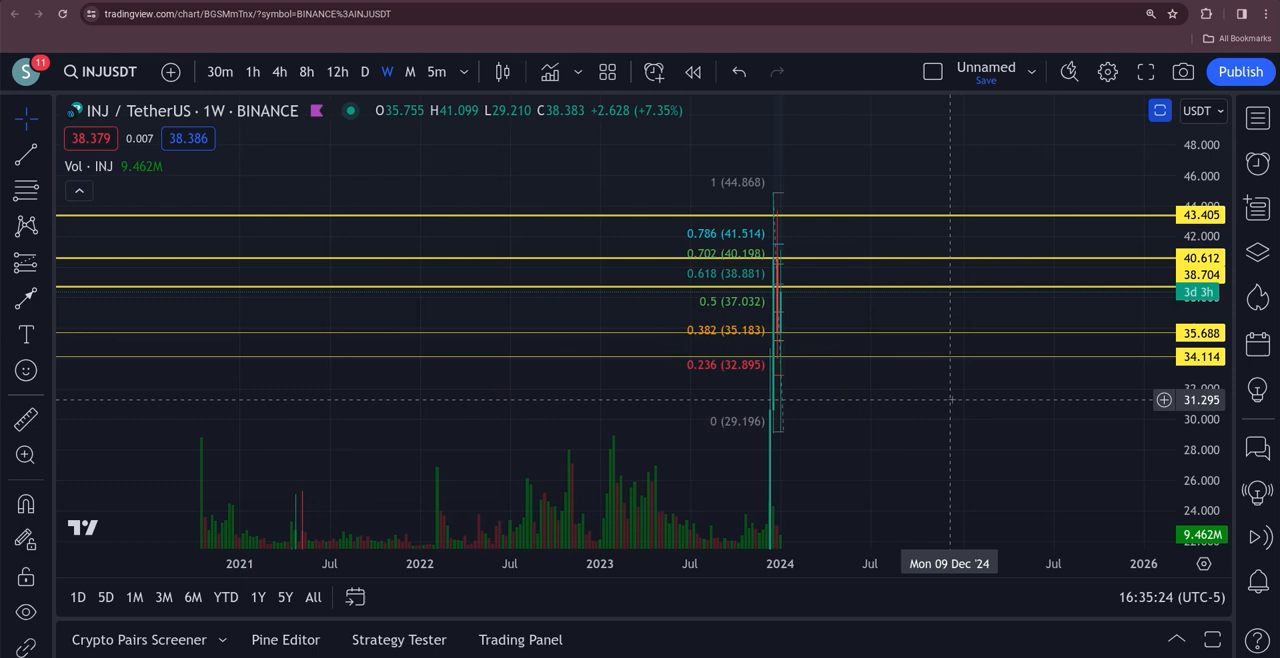 tradingview.com/chart/BGSMmTnx/?symbol=BINANCE%3AINJUSDT
All Bookmarks
S 11 INJUSDT 30m 1h 4h 8h 12h D W M 5m Unnamed Save Publish
INJ / TetherUS · 1W · BINANCE O35.755 H41.099 L29.210 C38.383 +2.628 (+7.35%) USDT
38.379 0.007 38.386
Vol · INJ 9.462M
48.000
46.000
1 (44.868)
43.405
0.786 (41.514) 42.000
0.702 (40.198) 40.612
0.618 (38.881) 38.704
3d 3h
0.5 (37.032)
0.382 (35.183) 35.688
34.114
0.236 (32.895)
32.000
31.295
0 (29.196) 30.000
28.000
26.000
24.000
9.462M
2021 Jul 2022 Jul 2023 Jul 2024 Jul Mon 09 Dec '24 Jul 2026
1D 5D 1M 3M 6M YTD 1Y 5Y All 16:35:24 (UTC-5)
Crypto Pairs Screener Pine Editor Strategy Tester Trading Panel